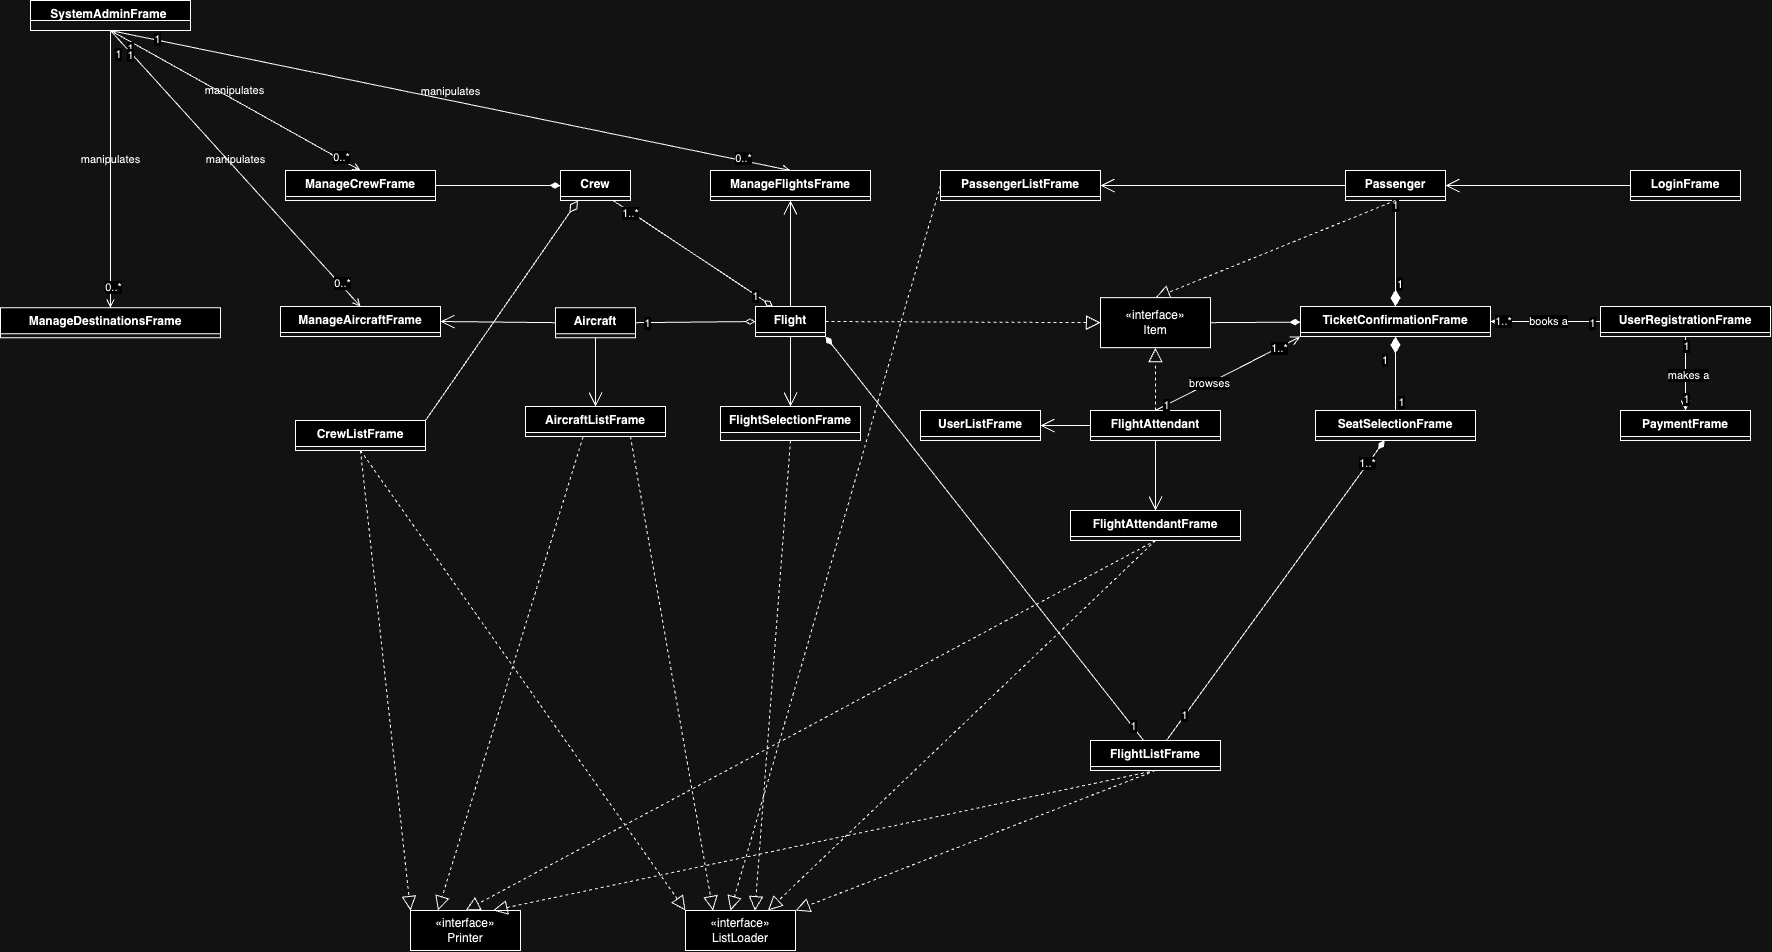 SystemAdminFrame
1
1
1
1
manipulates
manipulates
manipulates
manipulates
0..*
0..*
ManageCrewFrame
Crew
ManageFlightsFrame
PassengerListFrame
Passenger
LoginFrame
1..*
1
0..*
0..*
1
1
ManageDestinationsFrame
ManageAircraftFrame
Aircraft
1
Flight
«interface»
Item
TicketConfirmationFrame
1..*
books a
1
UserRegistrationFrame
1..*
1
1
makes a
browses
1
1
1
CrewListFrame
AircraftListFrame
FlightSelectionFrame
UserListFrame
FlightAttendant
SeatSelectionFrame
PaymentFrame
1..*
FlightAttendantFrame
1
1
FlightListFrame
«interface»
Printer
«interface»
ListLoader